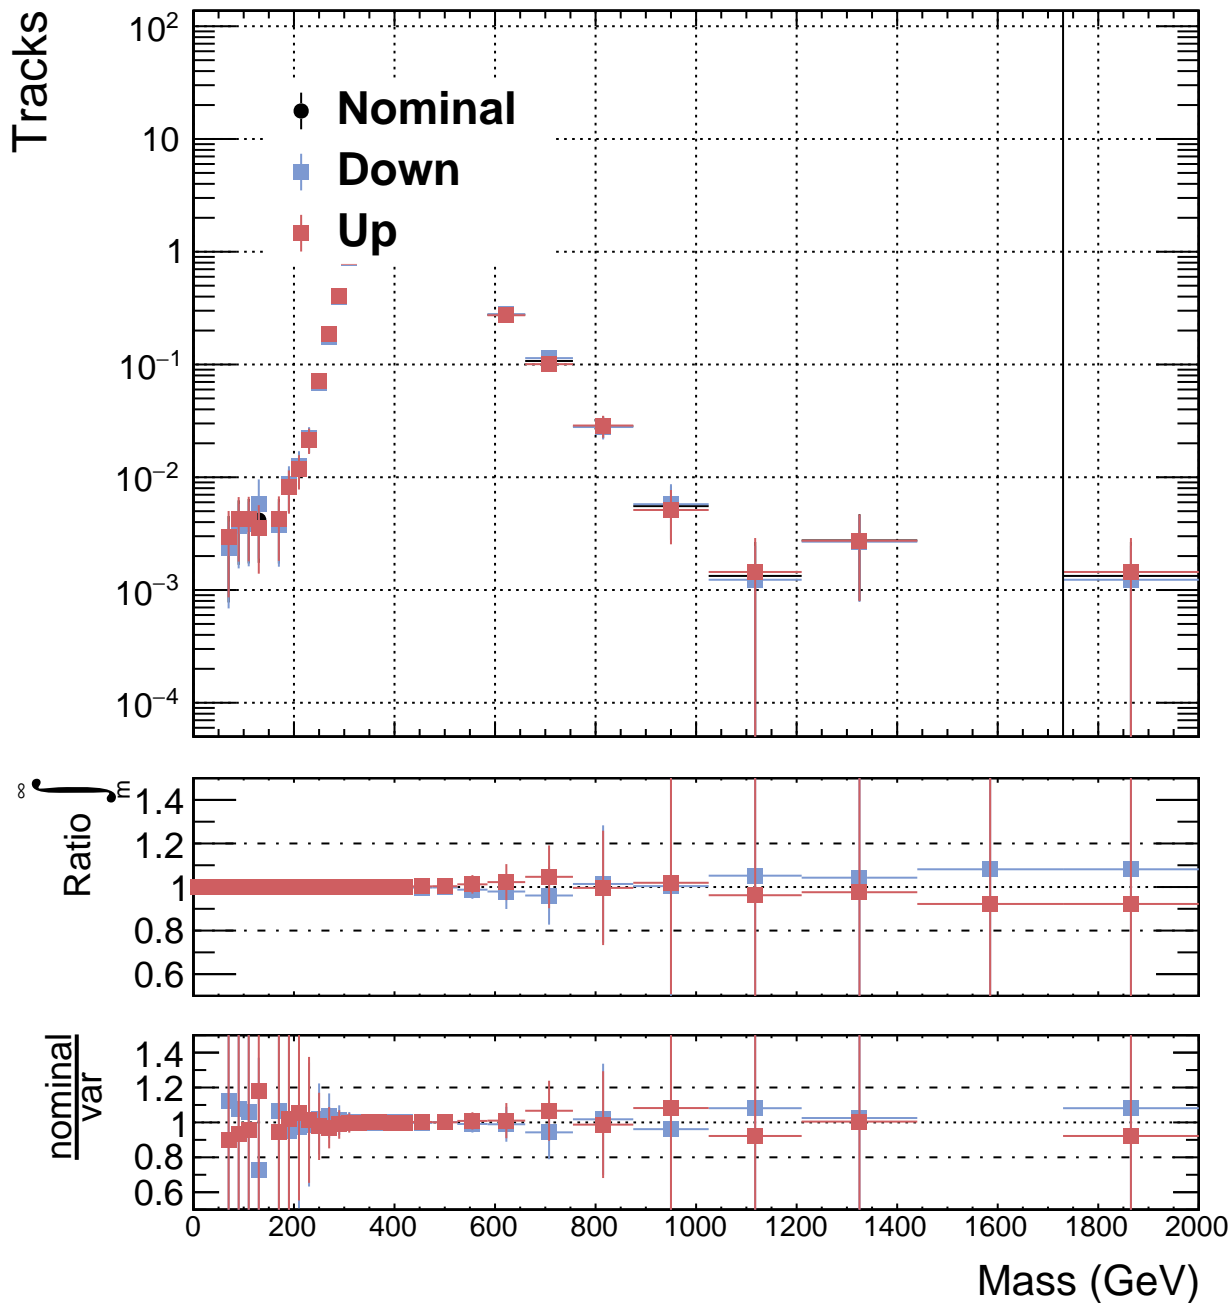 Tracks
10²
10
1
10⁻¹
10⁻²
10⁻³
10⁻⁴
Nominal
Down
Up
Ratio ∫
∞
m
1.4
1.2
1
0.8
0.6
nominal
var
1.4
1.2
1
0.8
0.6
0 200 400 600 800 1000 1200 1400 1600 1800 2000
Mass (GeV)